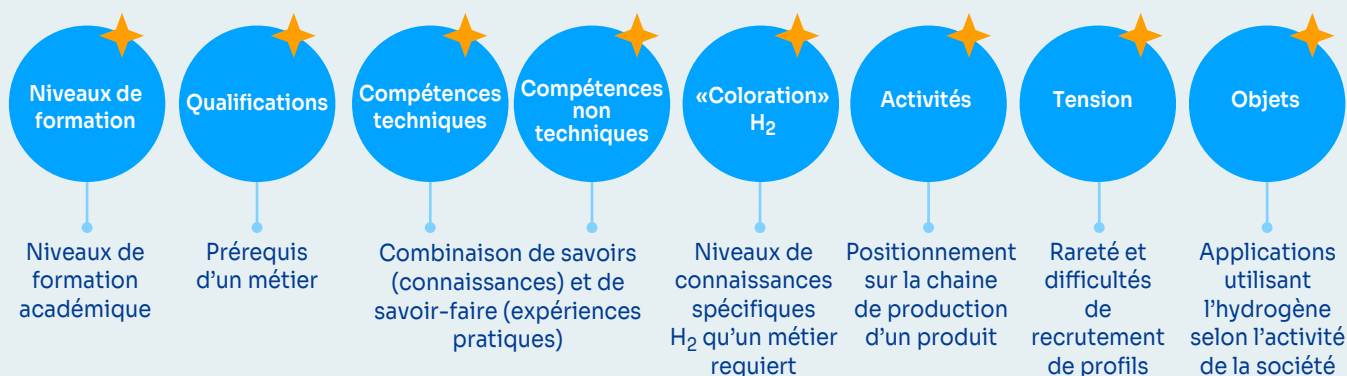 Niveaux de
formation
Qualifications
Compétences
techniques
Compétences
non
techniques
«Coloration»
H₂
Activités
Tension
Objets
Niveaux de
formation
académique
Prérequis
d'un métier
Combinaison de savoirs
(connaissances) et de
savoir-faire (expériences
pratiques)
Niveaux de
connaissances
spécifiques
H₂ qu'un métier
requiert
Positionnement
sur la chaine
de production
d'un produit
Rareté et
difficultés
de
recrutement
de profils
Applications
utilisant
l'hydrogène
selon l'activité
de la société